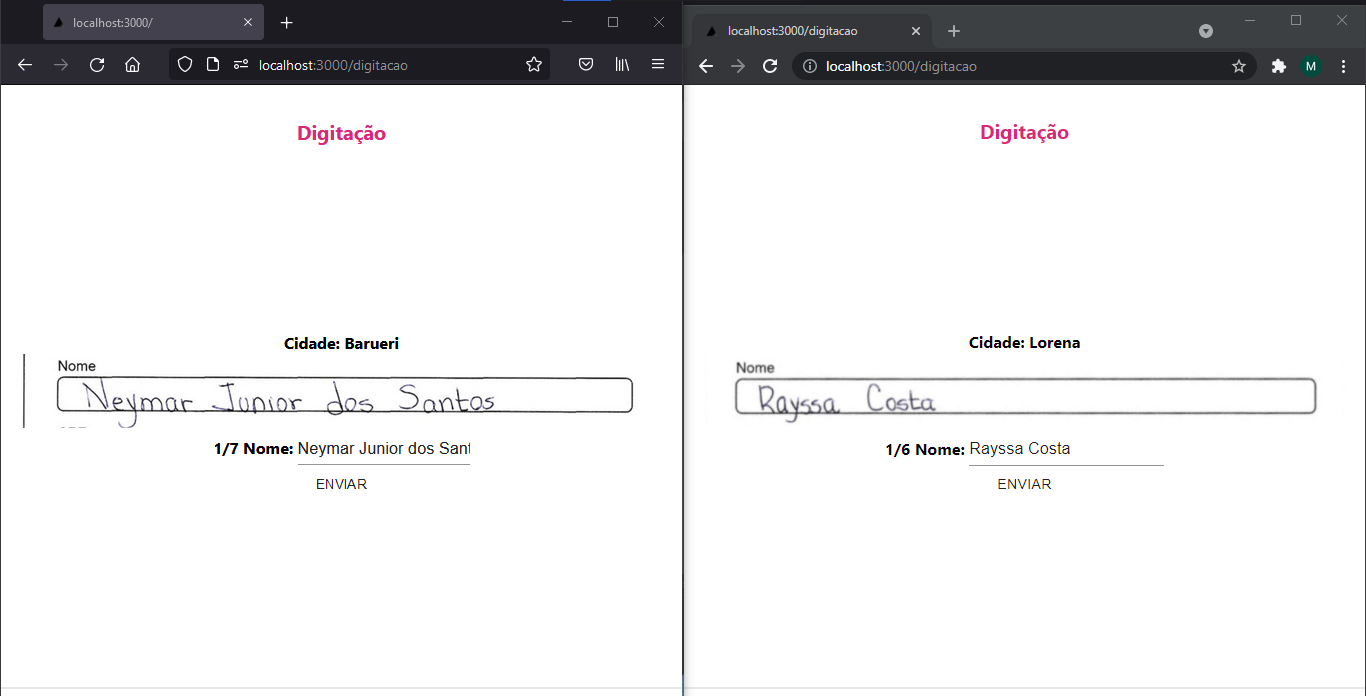 localhost:3000/
localhost:3000/digitacao
Digitação
Cidade: Barueri
Nome
Neymar Junior dos Santos
1/7 Nome: Neymar Junior dos Sant
ENVIAR
localhost:3000/digitacao
localhost:3000/digitacao
M
Digitação
Cidade: Lorena
Nome
Rayssa Costa
1/6 Nome: Rayssa Costa
ENVIAR